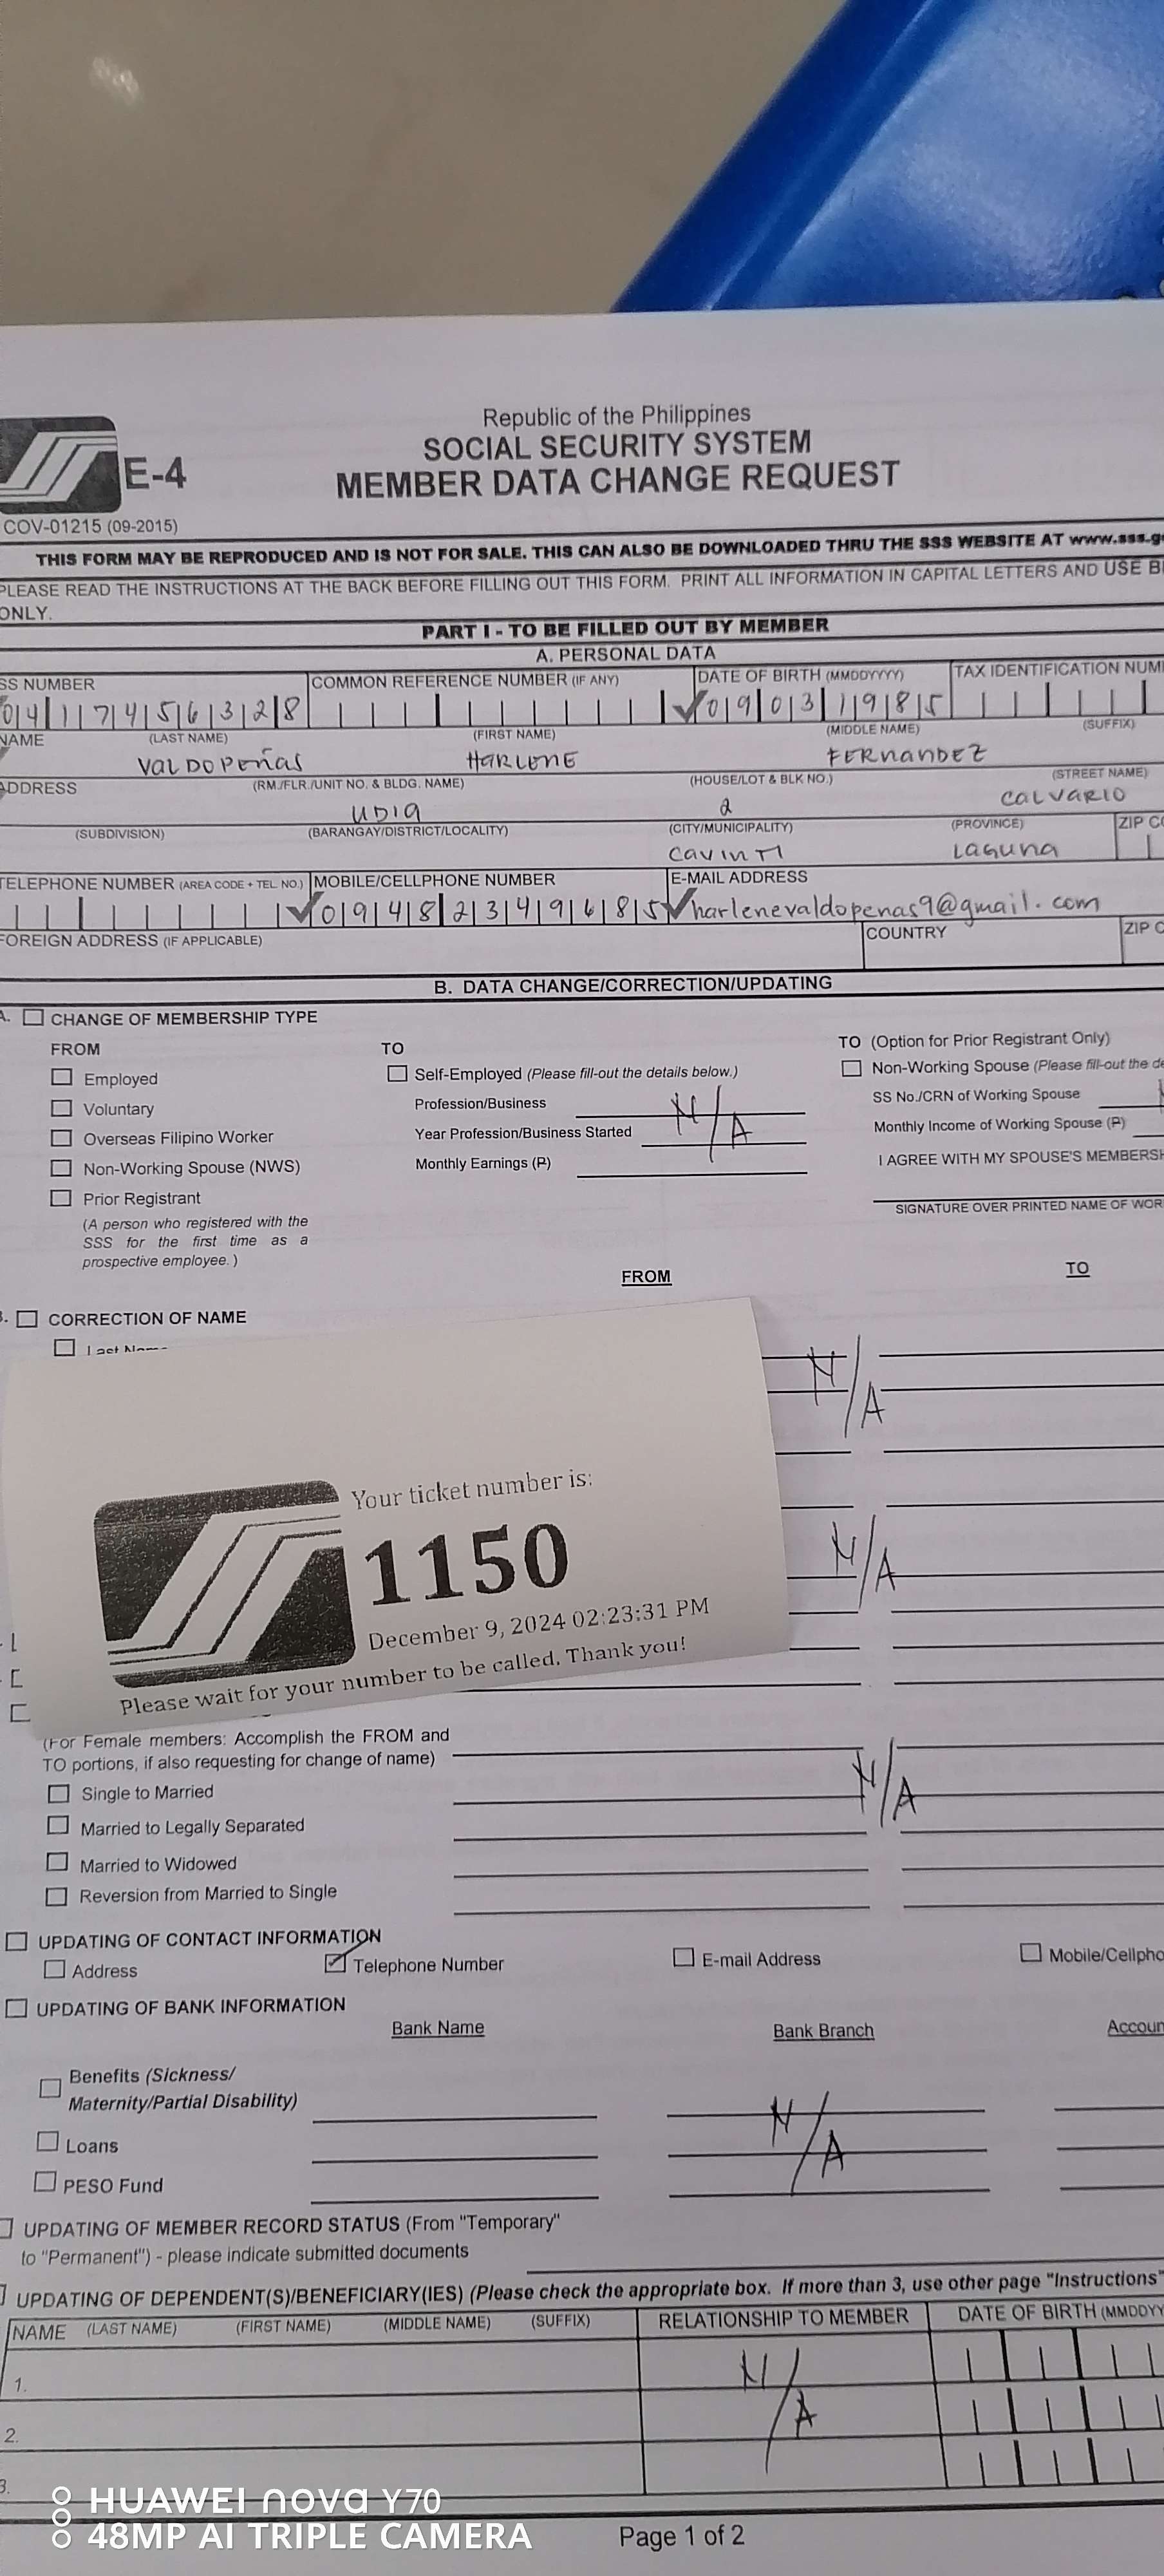 Republic of the Philippines
SOCIAL SECURITY SYSTEM
E-4
MEMBER DATA CHANGE REQUEST
COV-01215 (09-2015)
THIS FORM MAY BE REPRODUCED AND IS NOT FOR SALE. THIS CAN ALSO BE DOWNLOADED THRU THE SSS WEBSITE AT www.sss.g
PLEASE READ THE INSTRUCTIONS AT THE BACK BEFORE FILLING OUT THIS FORM. PRINT ALL INFORMATION IN CAPITAL LETTERS AND USE B
ONLY.
PART I - TO BE FILLED OUT BY MEMBER
A. PERSONAL DATA
SS NUMBER COMMON REFERENCE NUMBER (IF ANY) DATE OF BIRTH (MMDDYYYY) TAX IDENTIFICATION NUM
0 4 1 7 4 5 6 3 2 8 0 9 0 3 1 9 8 5
NAME (LAST NAME) (FIRST NAME) (MIDDLE NAME) (SUFFIX)
VALDOPEñAS HARLENE FERNANDEZ
ADDRESS (RM./FLR./UNIT NO. & BLDG. NAME) (HOUSE/LOT & BLK NO.) (STREET NAME)
UDIA 2 CALVARIO
(SUBDIVISION) (BARANGAY/DISTRICT/LOCALITY) (CITY/MUNICIPALITY) (PROVINCE) ZIP C
CAVINTI LAGUNA
TELEPHONE NUMBER (AREA CODE + TEL. NO.) MOBILE/CELLPHONE NUMBER E-MAIL ADDRESS
0 9 4 8 2 3 4 9 6 8 5 harlenevaldopenas9@gmail.com
FOREIGN ADDRESS (IF APPLICABLE) COUNTRY ZIP C
B. DATA CHANGE/CORRECTION/UPDATING
A. CHANGE OF MEMBERSHIP TYPE
FROM TO TO (Option for Prior Registrant Only)
Employed Self-Employed (Please fill-out the details below.) Non-Working Spouse (Please fill-out the de
Voluntary Profession/Business N/A SS No./CRN of Working Spouse
Overseas Filipino Worker Year Profession/Business Started Monthly Income of Working Spouse (₱)
Non-Working Spouse (NWS) Monthly Earnings (₱) I AGREE WITH MY SPOUSE'S MEMBERSH
Prior Registrant SIGNATURE OVER PRINTED NAME OF WOR
(A person who registered with the
SSS for the first time as a
prospective employee.)
FROM TO
B. CORRECTION OF NAME
Last Name
N/A
Your ticket number is:
1150
December 9, 2024 02:23:31 PM
Please wait for your number to be called. Thank you!
N/A
(For Female members: Accomplish the FROM and
TO portions, if also requesting for change of name)
Single to Married N/A
Married to Legally Separated
Married to Widowed
Reversion from Married to Single
UPDATING OF CONTACT INFORMATION
Address Telephone Number E-mail Address Mobile/Cellpho
UPDATING OF BANK INFORMATION
Bank Name Bank Branch Accoun
Benefits (Sickness/
Maternity/Partial Disability)
Loans N/A
PESO Fund
UPDATING OF MEMBER RECORD STATUS (From "Temporary"
to "Permanent") - please indicate submitted documents
UPDATING OF DEPENDENT(S)/BENEFICIARY(IES) (Please check the appropriate box. If more than 3, use other page "Instructions"
NAME (LAST NAME) (FIRST NAME) (MIDDLE NAME) (SUFFIX) RELATIONSHIP TO MEMBER DATE OF BIRTH (MMDDYY
1. N/A
2.
3.
HUAWEI nova Y70
48MP AI TRIPLE CAMERA
Page 1 of 2